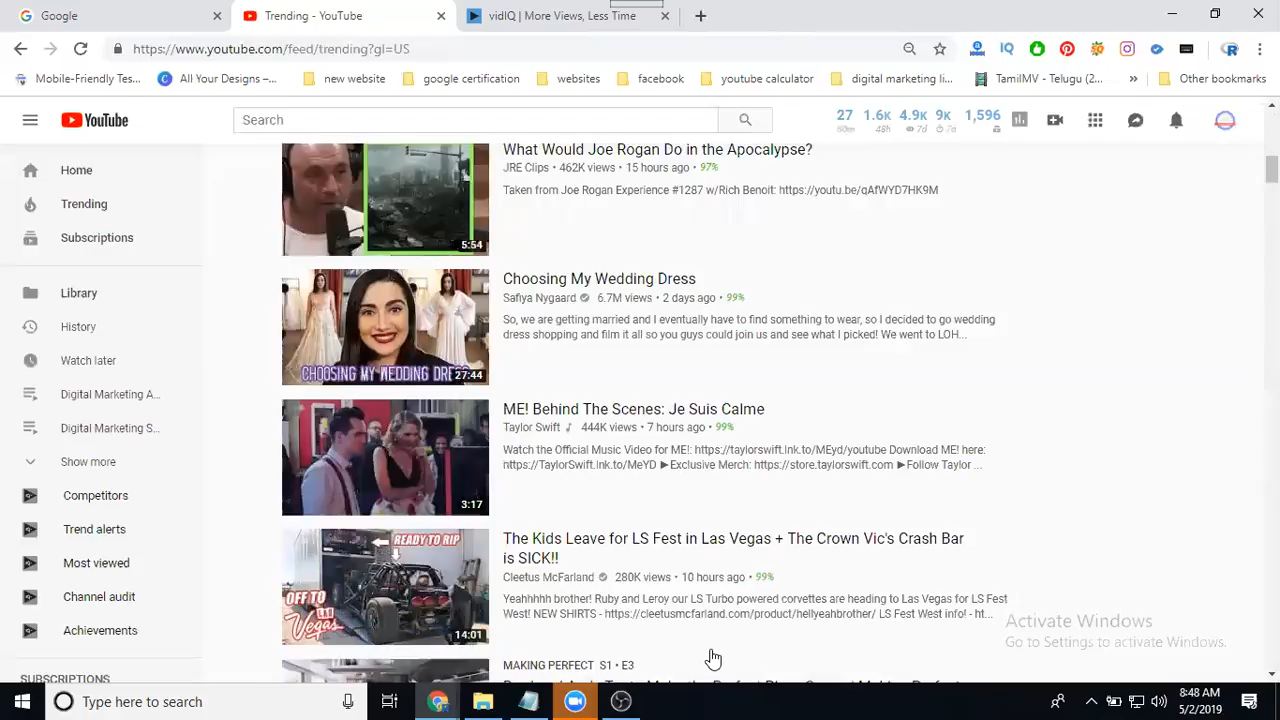 Google
Trending - YouTube
vidIQ | More Views, Less Time
https://www.youtube.com/feed/trending?gl=US
IQ
Mobile-Friendly Tes...
All Your Designs –...
new website
google certification
websites
facebook
youtube calculator
digital marketing li...
TamilMV - Telugu (2...
Other bookmarks
YouTube
Search
27 1.6K 4.9K 9K 1,596
48h 7d
Home
Trending
Subscriptions
Library
History
Watch later
Digital Marketing A...
Digital Marketing S...
Show more
Competitors
Trend alerts
Most viewed
Channel audit
Achievements
SUBSCRIPTIONS
What Would Joe Rogan Do in the Apocalypse?
JRE Clips • 462K views • 15 hours ago • 97%
Taken from Joe Rogan Experience #1287 w/Rich Benoit: https://youtu.be/qAfWYD7HK9M
5:54
Choosing My Wedding Dress
Safiya Nygaard 6.7M views • 2 days ago • 99%
So, we are getting married and I eventually have to find something to wear, so I decided to go wedding
dress shopping and film it all so you guys could join us and see what I picked! We went to LOH...
CHOOSING MY WEDDING DRE
27:44
ME! Behind The Scenes: Je Suis Calme
Taylor Swift 444K views • 7 hours ago • 99%
Watch the Official Music Video for ME!: https://taylorswift.lnk.to/MEyd/youtube Download ME! here:
https://TaylorSwift.lnk.to/MeYD ►Exclusive Merch: https://store.taylorswift.com ►Follow Taylor ...
3:17
The Kids Leave for LS Fest in Las Vegas + The Crown Vic's Crash Bar
is SICK!!
Cleetus McFarland 280K views • 10 hours ago • 99%
Yeahhhhh brother! Ruby and Leroy our LS Turbo powered corvettes are heading to Las Vegas for LS Fest
West! NEW SHIRTS - https://cleetusmcfarland.com/product/hellyeahbrother/ LS Fest West info! - ht...
READY TO RIP
OFF TO
LAS
VEGAS
14:01
MAKING PERFECT S1 • E3
Activate Windows
Go to Settings to activate Windows.
Type here to search
8:48 AM
5/2/2019